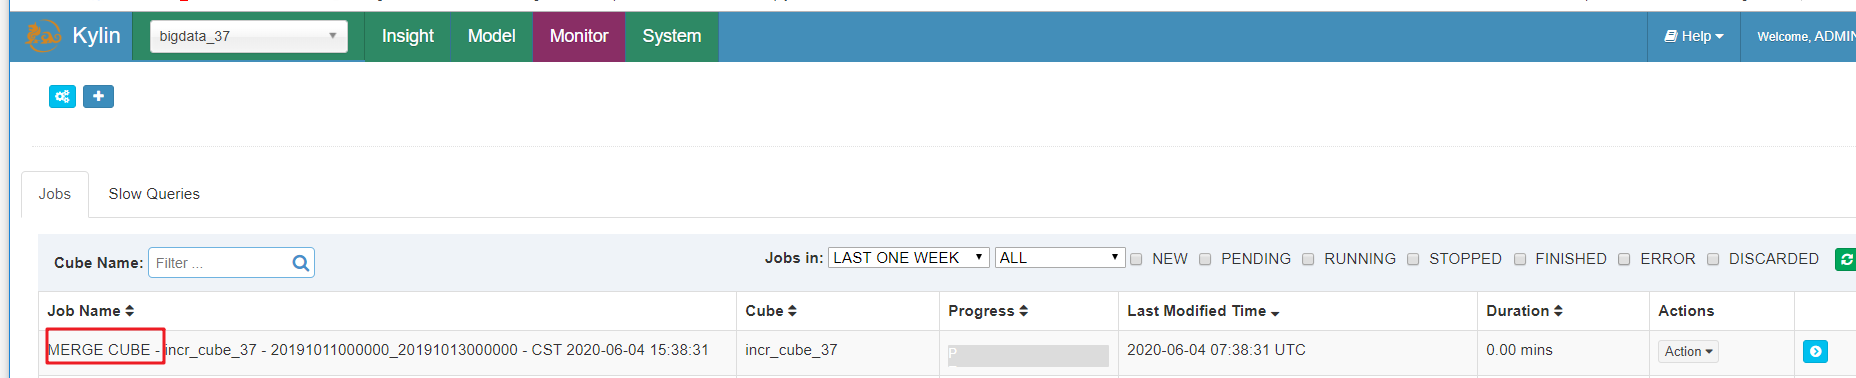 Kylin bigdata_37 Insight Model Monitor System Help Welcome, ADMIN
Jobs Slow Queries
Cube Name: Filter ... Jobs in: LAST ONE WEEK ALL NEW PENDING RUNNING STOPPED FINISHED ERROR DISCARDED
Job Name Cube Progress Last Modified Time Duration Actions
MERGE CUBE - incr_cube_37 - 20191011000000_20191013000000 - CST 2020-06-04 15:38:31 incr_cube_37 P 2020-06-04 07:38:31 UTC 0.00 mins Action